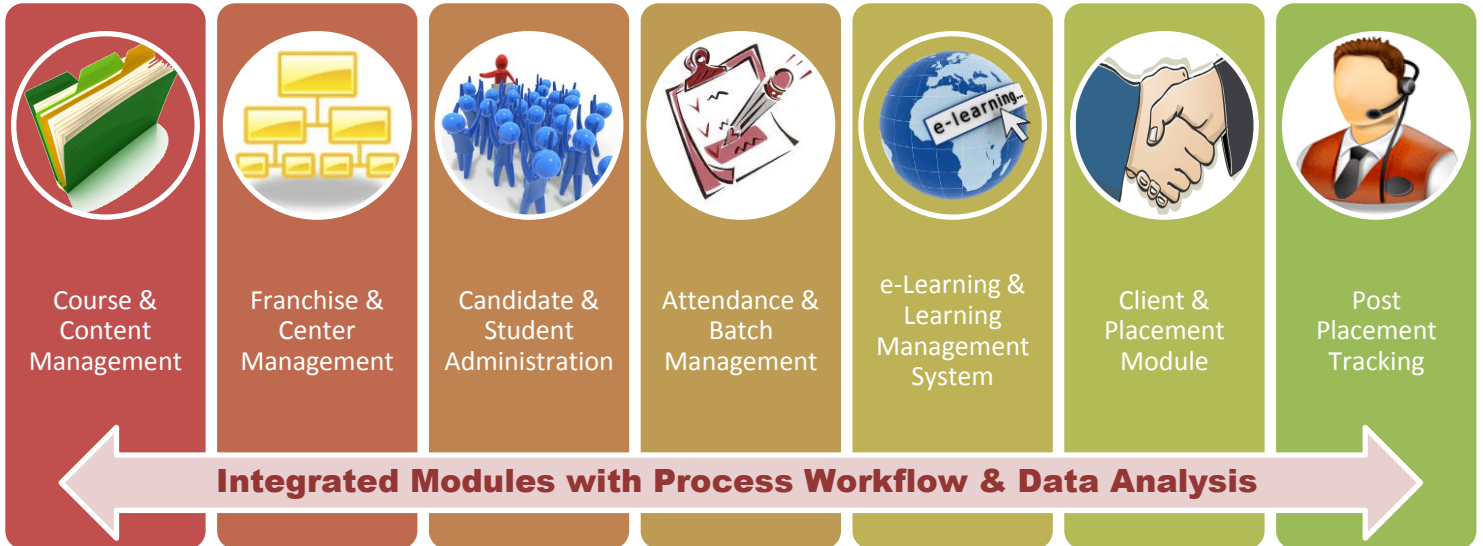 e-learning...
Course &
Content
Management
Franchise &
Center
Management
Candidate &
Student
Administration
Attendance &
Batch
Management
e-Learning &
Learning
Management
System
Client &
Placement
Module
Post
Placement
Tracking
Integrated Modules with Process Workflow & Data Analysis